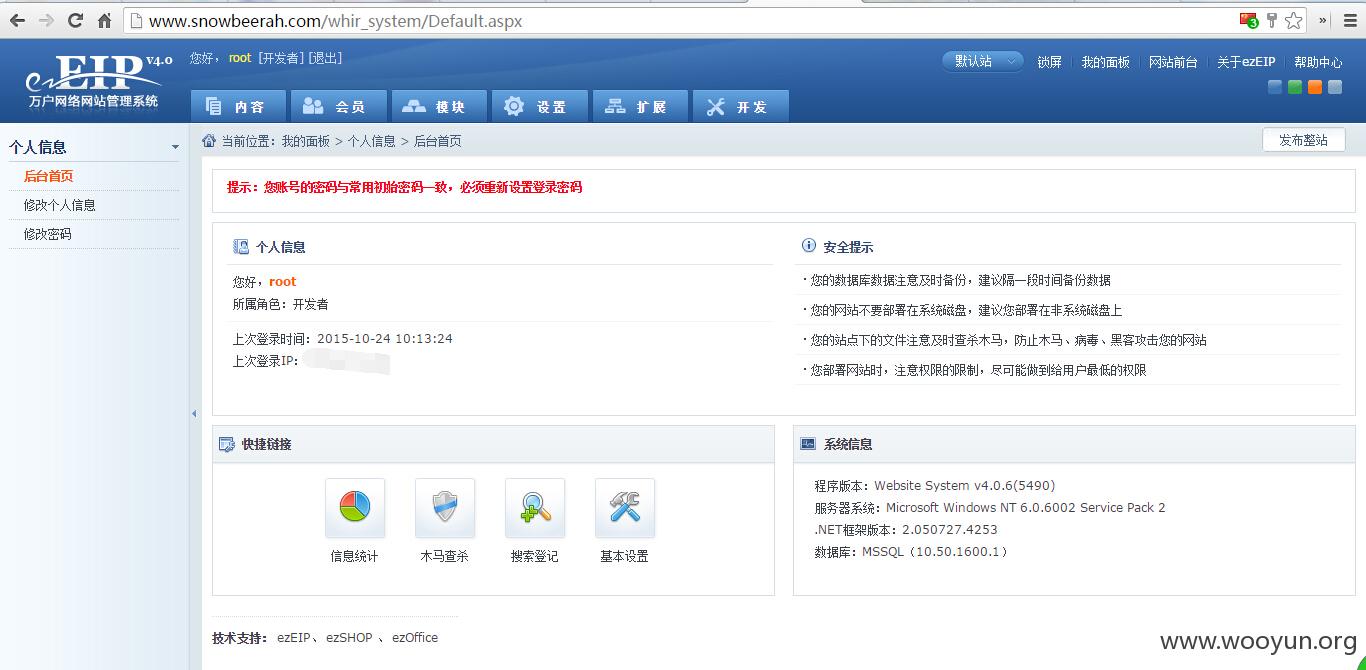 www.snowbeerah.com/whir_system/Default.aspx
3
ezEIP v4.0
万户网络网站管理系统
您好，root [开发者] [退出]
默认站 锁屏 我的面板 网站前台 关于ezEIP 帮助中心
内容 会员 模块 设置 扩展 开发
个人信息
后台首页
修改个人信息
修改密码
当前位置：我的面板 > 个人信息 > 后台首页
发布整站
提示：您账号的密码与常用初始密码一致，必须重新设置登录密码
个人信息
您好，root
所属角色：开发者
上次登录时间：2015-10-24 10:13:24
上次登录IP：
安全提示
·您的数据库数据注意及时备份，建议隔一段时间备份数据
·您的网站不要部署在系统磁盘，建议您部署在非系统磁盘上
·您的站点下的文件注意及时查杀木马，防止木马、病毒、黑客攻击您的网站
·您部署网站时，注意权限的限制，尽可能做到给用户最低的权限
快捷链接
信息统计 木马查杀 搜索登记 基本设置
系统信息
程序版本：Website System v4.0.6(5490)
服务器系统：Microsoft Windows NT 6.0.6002 Service Pack 2
.NET框架版本：2.050727.4253
数据库：MSSQL（10.50.1600.1）
技术支持： ezEIP、 ezSHOP 、 ezOffice
www.wooyun.org